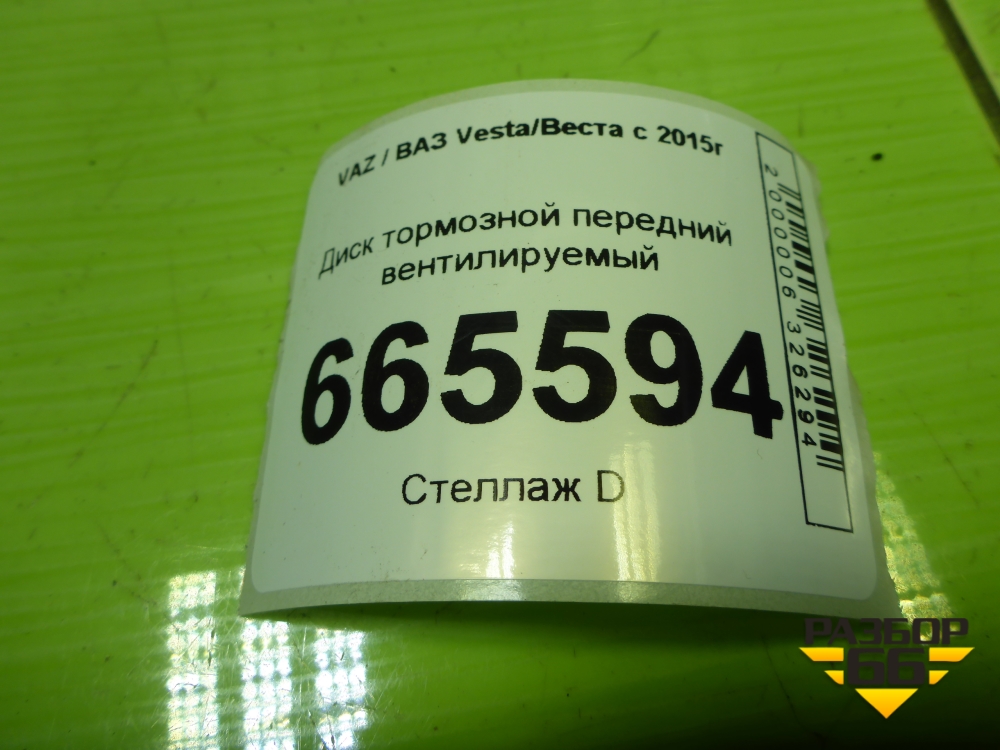 VAZ / ВАЗ Vesta/Веста с 2015г
Диск тормозной передний
вентилируемый
665594
Стеллаж D
2000006326294
РАЗБОР
66